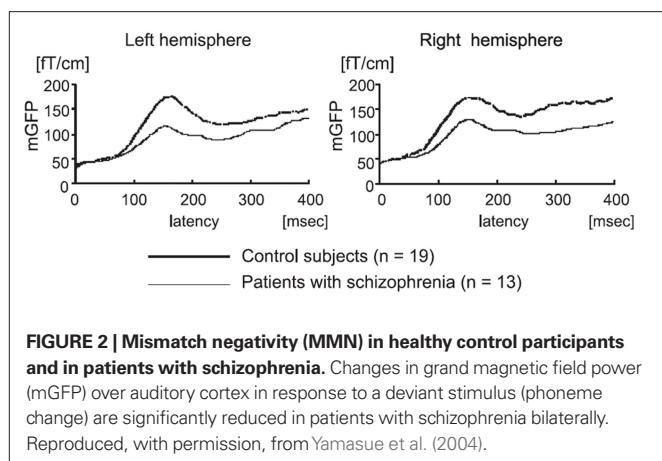 Left hemisphere
Right hemisphere
[fT/cm]
[fT/cm]
mGFP
200
150
100
50
0
0 100 200 300 400
latency [msec]
mGFP
200
150
100
50
0
0 100 200 300 400
latency [msec]
Control subjects (n = 19)
Patients with schizophrenia (n = 13)
FIGURE 2 | Mismatch negativity (MMN) in healthy control participants
and in patients with schizophrenia. Changes in grand magnetic field power
(mGFP) over auditory cortex in response to a deviant stimulus (phoneme
change) are significantly reduced in patients with schizophrenia bilaterally.
Reproduced, with permission, from Yamasue et al. (2004).